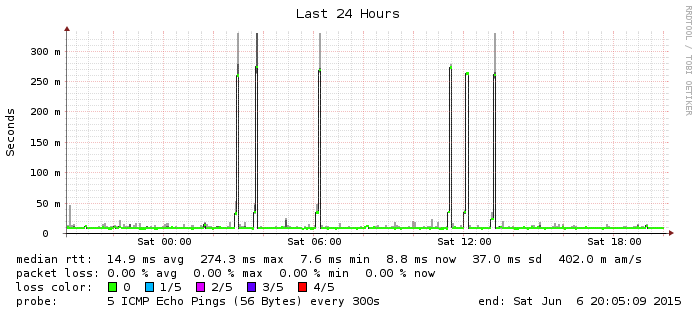 Last 24 Hours
RRDTOOL / TOBI OETIKER
Seconds
300 m
250 m
200 m
150 m
100 m
50 m
0
Sat 00:00 Sat 06:00 Sat 12:00 Sat 18:00
median rtt: 14.9 ms avg 274.3 ms max 7.6 ms min 8.8 ms now 37.0 ms sd 402.0 m am/s
packet loss: 0.00 % avg 0.00 % max 0.00 % min 0.00 % now
loss color: 0 1/5 2/5 3/5 4/5
probe: 5 ICMP Echo Pings (56 Bytes) every 300s end: Sat Jun 6 20:05:09 2015